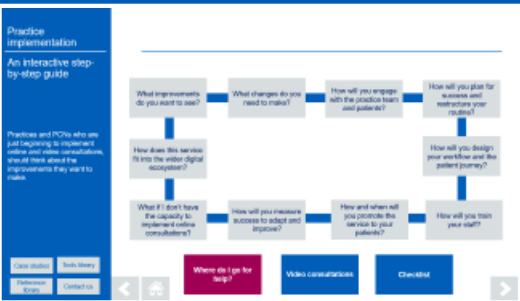 Practice
implementation
An interactive step-
by-step guide
Practices and PCNs who are
just beginning to implement
online and video consultations,
should think about the
improvements they want to
make.
Case studies
Tools library
Reference
library
Contact us
What improvements
do you want to see?
What changes do you
need to make?
How will you engage
with the practice team
and patients?
How will you plan for
success and
restructure your
routine?
How does this service
fit into the wider digital
ecosystem?
How will you design
your workflow and the
patient journey?
What if I don't have
the capacity to
implement online
consultations?
How will you measure
success to adapt and
improve?
How and when will
you promote the
service to your
patients?
How will you train
your staff?
Where do I go for
help?
Video consultations
Checklist